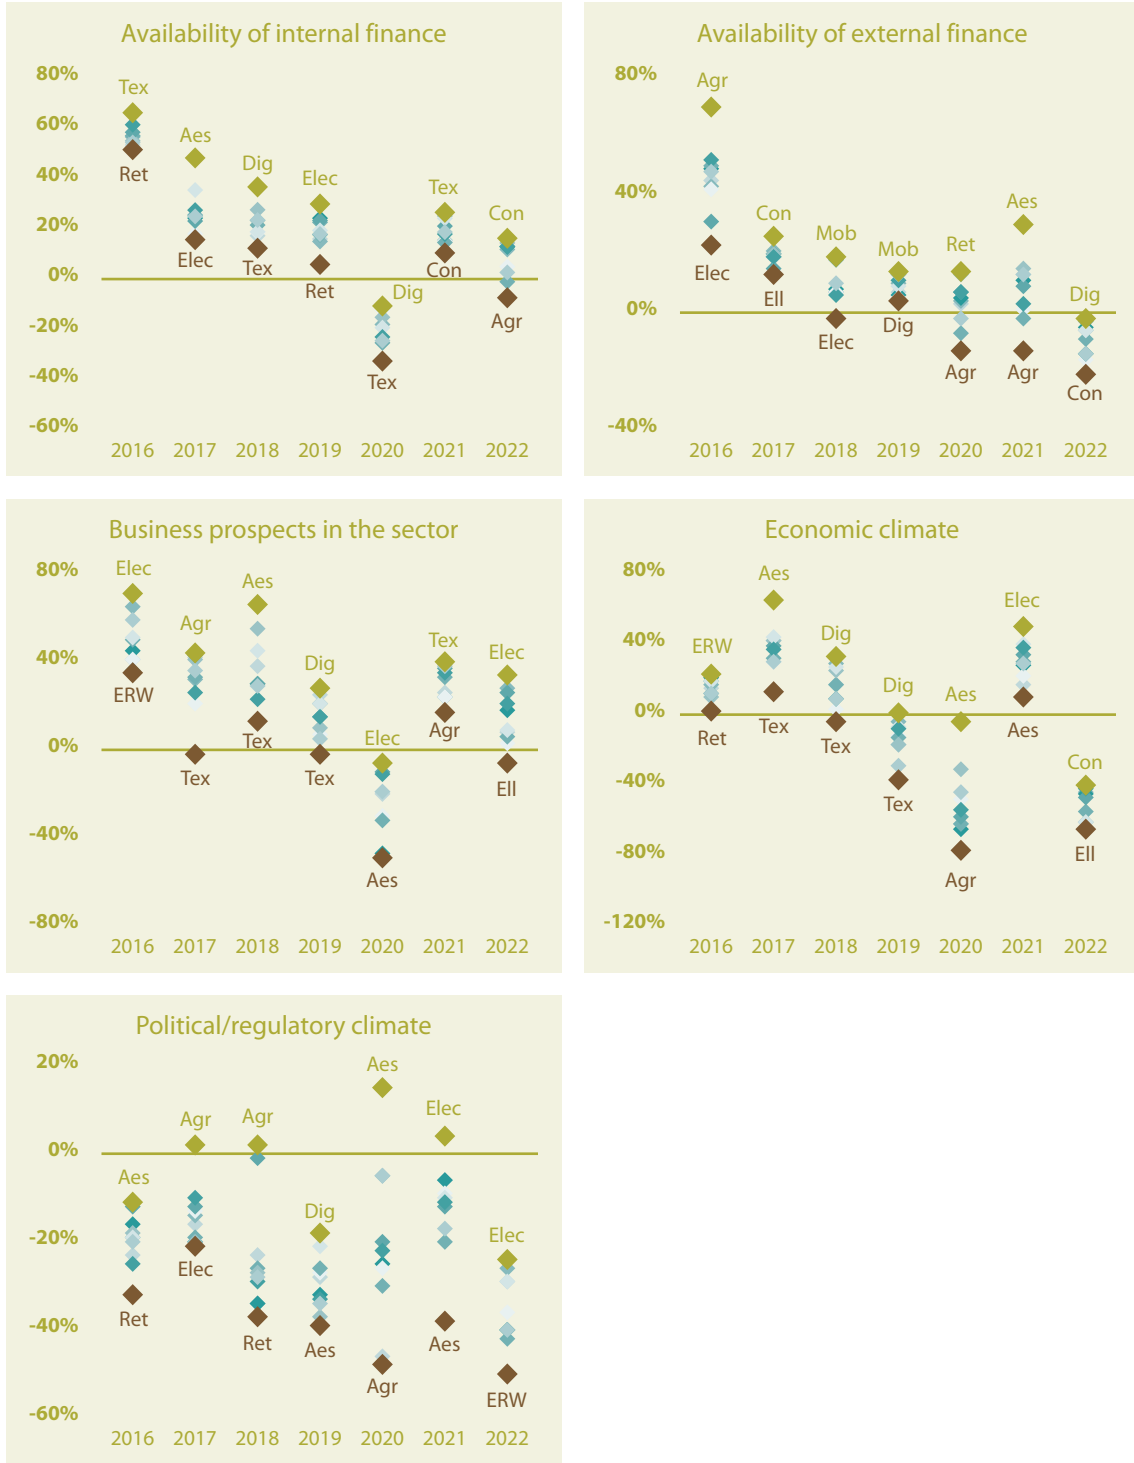 Availability of internal finance
80%
60%
40%
20%
0%
-20%
-40%
-60%
Tex
Ret
Aes
Elec
Dig
Tex
Elec
Ret
Dig
Tex
Tex
Con
Con
Agr
2016 2017 2018 2019 2020 2021 2022
Availability of external finance
80%
40%
0%
-40%
Agr
Elec
Con
Ell
Mob
Elec
Mob
Dig
Ret
Agr
Aes
Agr
Dig
Con
2016 2017 2018 2019 2020 2021 2022
Business prospects in the sector
80%
40%
0%
-40%
-80%
Elec
ERW
Agr
Tex
Aes
Tex
Dig
Tex
Elec
Aes
Tex
Agr
Elec
Ell
2016 2017 2018 2019 2020 2021 2022
Economic climate
80%
40%
0%
-40%
-80%
-120%
ERW
Ret
Aes
Tex
Dig
Tex
Dig
Tex
Aes
Agr
Elec
Aes
Con
Ell
2016 2017 2018 2019 2020 2021 2022
Political/regulatory climate
20%
0%
-20%
-40%
-60%
Aes
Ret
Agr
Elec
Agr
Ret
Dig
Aes
Aes
Agr
Elec
Aes
Elec
ERW
2016 2017 2018 2019 2020 2021 2022